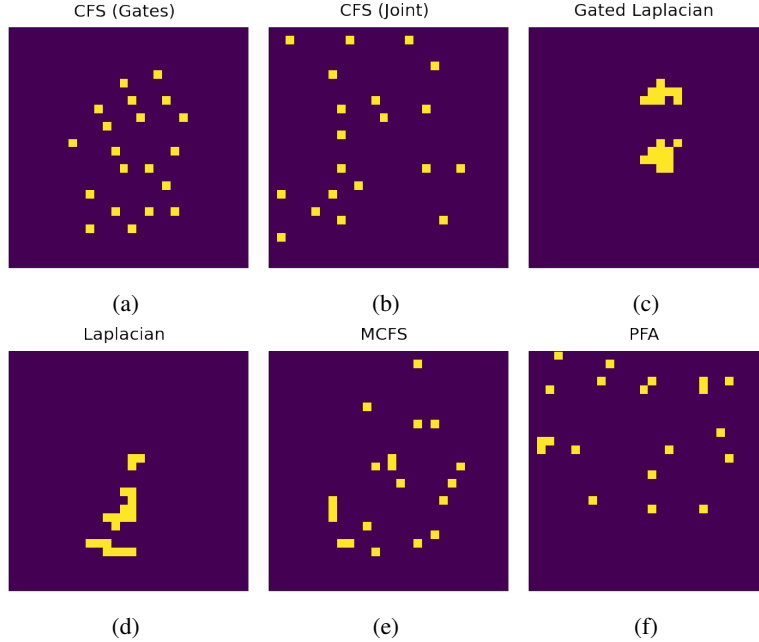 CFS (Gates) CFS (Joint) Gated Laplacian
(a) (b) (c)
Laplacian MCFS PFA
(d) (e) (f)